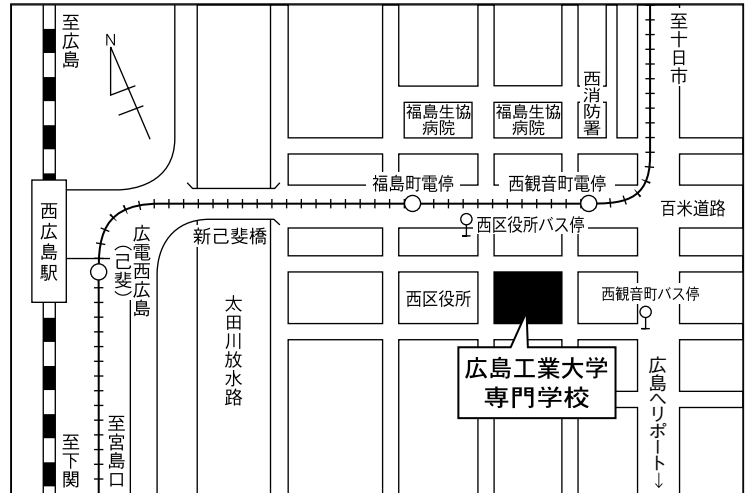 至広島
N
至十日市
西消防署
福島生協
病院
福島生協
病院
福島町電停
西観音町電停
百米道路
西区役所バス停
新己斐橋
西広島駅
広電西広島
（己斐）
太田川放水路
西区役所
西観音町バス停
広島工業大学
専門学校
広島ヘリポート→
至宮島口
至下関